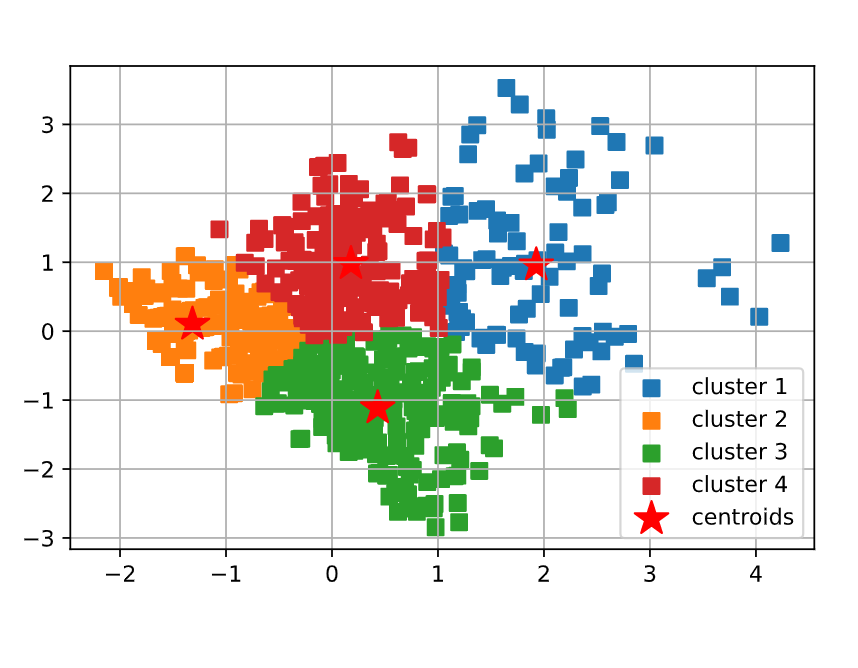 3
2
1
0
−1
−2
−3
cluster 1
cluster 2
cluster 3
cluster 4
centroids
−2 −1 0 1 2 3 4